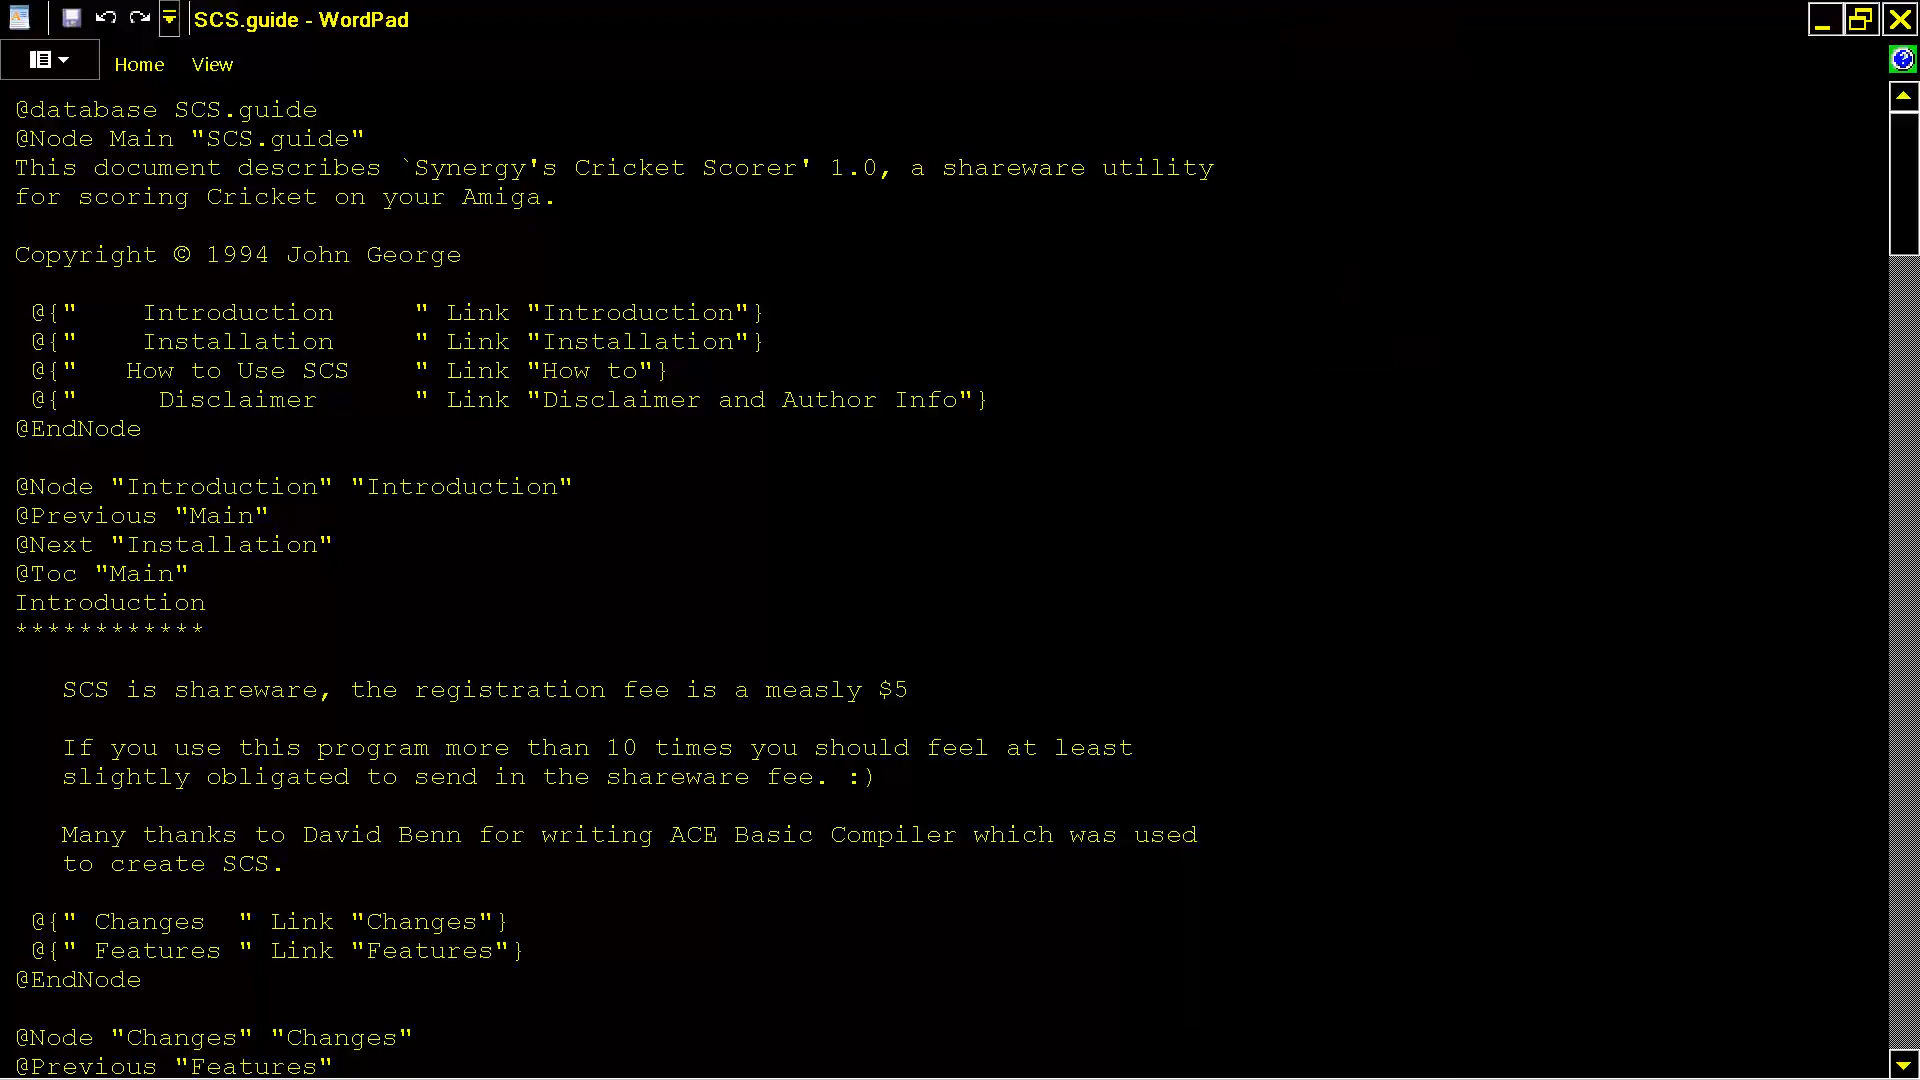 SCS.guide - WordPad
Home View
@database SCS.guide
@Node Main "SCS.guide"
This document describes `Synergy's Cricket Scorer' 1.0, a shareware utility
for scoring Cricket on your Amiga.
Copyright © 1994 John George
@{"    Introduction     " Link "Introduction"}
@{"    Installation     " Link "Installation"}
@{"   How to Use SCS    " Link "How to"}
@{"     Disclaimer      " Link "Disclaimer and Author Info"}
@EndNode
@Node "Introduction" "Introduction"
@Previous "Main"
@Next "Installation"
@Toc "Main"
Introduction
************
SCS is shareware, the registration fee is a measly $5
If you use this program more than 10 times you should feel at least
slightly obligated to send in the shareware fee. :)
Many thanks to David Benn for writing ACE Basic Compiler which was used
to create SCS.
@{" Changes  " Link "Changes"}
@{" Features " Link "Features"}
@EndNode
@Node "Changes" "Changes"
@Previous "Features"